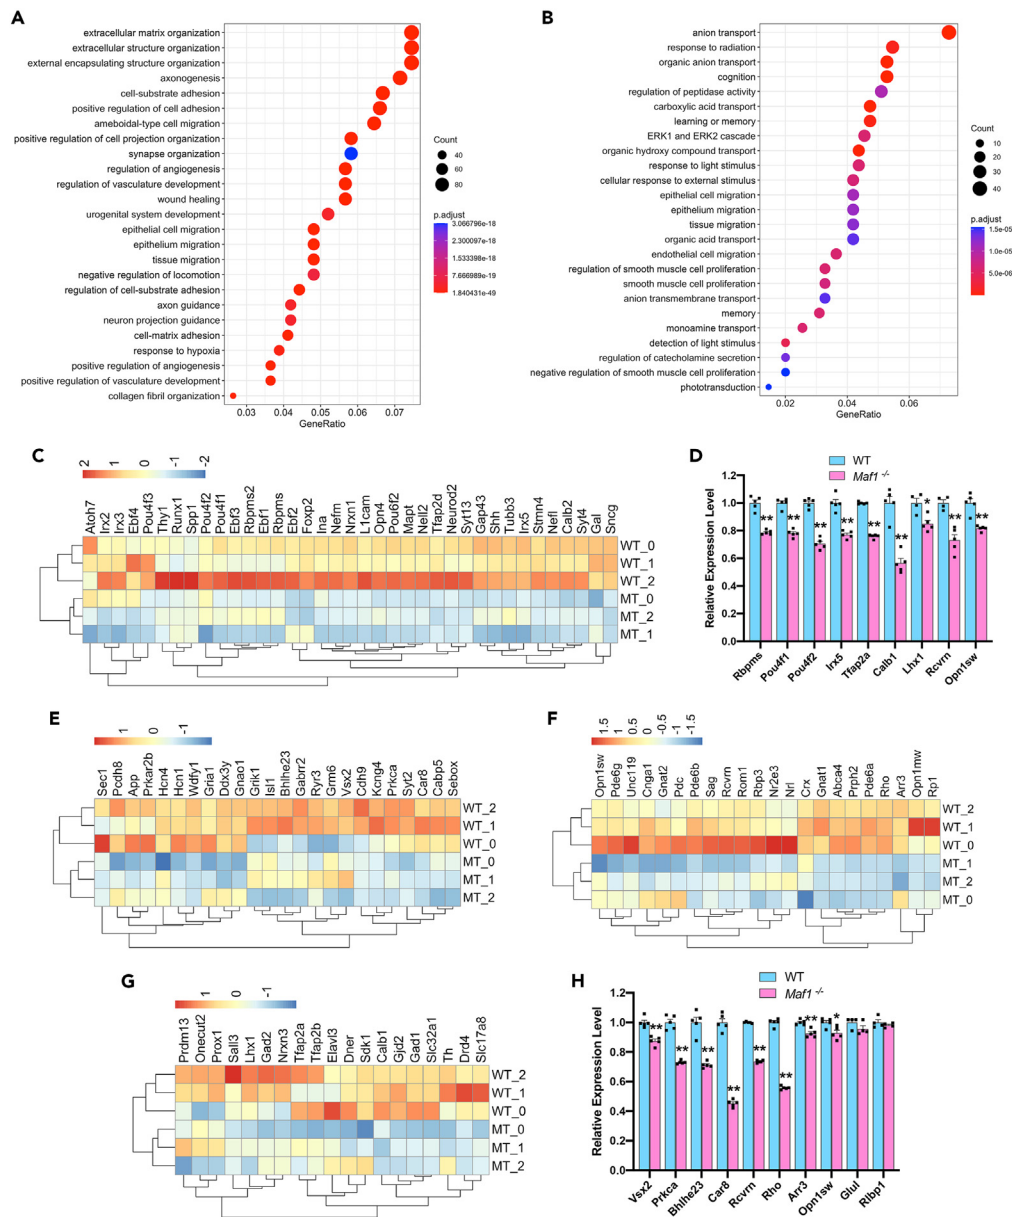 A
extracellular matrix organization
extracellular structure organization
external encapsulating structure organization
axonogenesis
cell-substrate adhesion
positive regulation of cell adhesion
ameboidal-type cell migration
positive regulation of cell projection organization
synapse organization
regulation of angiogenesis
regulation of vasculature development
wound healing
urogenital system development
epithelial cell migration
epithelium migration
tissue migration
negative regulation of locomotion
regulation of cell-substrate adhesion
axon guidance
neuron projection guidance
cell-matrix adhesion
response to hypoxia
positive regulation of angiogenesis
positive regulation of vasculature development
collagen fibril organization
0.03 0.04 0.05 0.06 0.07
GeneRatio
Count
40
60
80
p.adjust
3.066796e-18
2.300097e-18
1.533398e-18
7.666989e-19
1.840431e-49
B
anion transport
response to radiation
organic anion transport
cognition
regulation of peptidase activity
carboxylic acid transport
learning or memory
ERK1 and ERK2 cascade
organic hydroxy compound transport
response to light stimulus
cellular response to external stimulus
epithelial cell migration
epithelium migration
tissue migration
organic acid transport
endothelial cell migration
regulation of smooth muscle cell proliferation
smooth muscle cell proliferation
anion transmembrane transport
memory
monoamine transport
detection of light stimulus
regulation of catecholamine secretion
negative regulation of smooth muscle cell proliferation
phototransduction
0.02 0.04 0.06
GeneRatio
Count
10
20
30
40
p.adjust
1.5e-05
1.0e-05
5.0e-06
C
2 1 0 -1 -2
Atoh7 Irx2 Irx3 Ebf4 Pou4f3 Thy1 Runx1 Spp1 Pou4f2 Pou4f1 Ebf3 Rbpms2 Ebf1 Rbpms Ebf2 Foxp2 Ina Nefm Nrxn1 L1cam Opn4 Pou6f2 Mapt Nell2 Tfap2d Neurod2 Syt13 Gap43 Shh Tubb3 Irx5 Stmn4 Nefl Calb2 Syt4 Gal Sncg
WT_0
WT_1
WT_2
MT_0
MT_2
MT_1
D
WT
Maf1 -/-
Relative Expression Level
1.2
1.0
0.8
0.6
0.4
0.2
0.0
** ** ** ** ** ** * ** **
Rbpms Pou4f1 Pou4f2 Irx5 Tfap2a Calb1 Lhx1 Rcvrn Opn1sw
E
1 0 -1
Sec1 Pcdh8 App Prkar2b Hcn4 Hcn1 Wdfy1 Gria1 Ddx3y Gnao1 Grik1 Isl1 Bhlhe23 Gabrr2 Ryr3 Grm6 Vsx2 Cdh9 Kcng4 Prkca Syt2 Car8 Cabp5 Sebox
WT_2
WT_1
WT_0
MT_0
MT_1
MT_2
F
1.5 1 0.5 0 -0.5 -1 -1.5
Opn1sw Pde6g Unc119 Cnga1 Gnat2 Pdc Pde6b Sag Rcvrn Rom1 Rbp3 Nr2e3 Nrl Crx Gnat1 Abca4 Prph2 Pde6a Rho Arr3 Opn1mw Rp1
WT_2
WT_1
WT_0
MT_1
MT_2
MT_0
G
1 0 -1
Prdm13 Onecut2 Prox1 Sall3 Lhx1 Gad2 Nrxn3 Tfap2a Tfap2b Elavl3 Dner Sdk1 Calb1 Gjd2 Gad1 Slc32a1 Th Drd4 Slc17a8
WT_2
WT_1
WT_0
MT_0
MT_1
MT_2
H
WT
Maf1 -/-
Relative Expression Level
1.2
1.0
0.8
0.6
0.4
0.2
0.0
** ** ** ** ** ** ** *
Vsx2 Prkca Bhlhe23 Car8 Rcvrn Rho Arr3 Opn1sw Glul Rlbp1